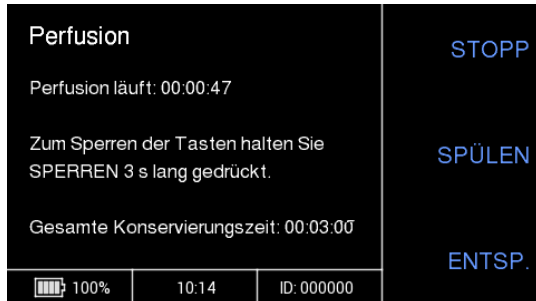 Perfusion
STOPP
Perfusion läuft: 00:00:47
Zum Sperren der Tasten halten Sie
SPERREN 3 s lang gedrückt.
SPÜLEN
Gesamte Konservierungszeit: 00:03:00
ENTSP.
100%
10:14
ID: 000000